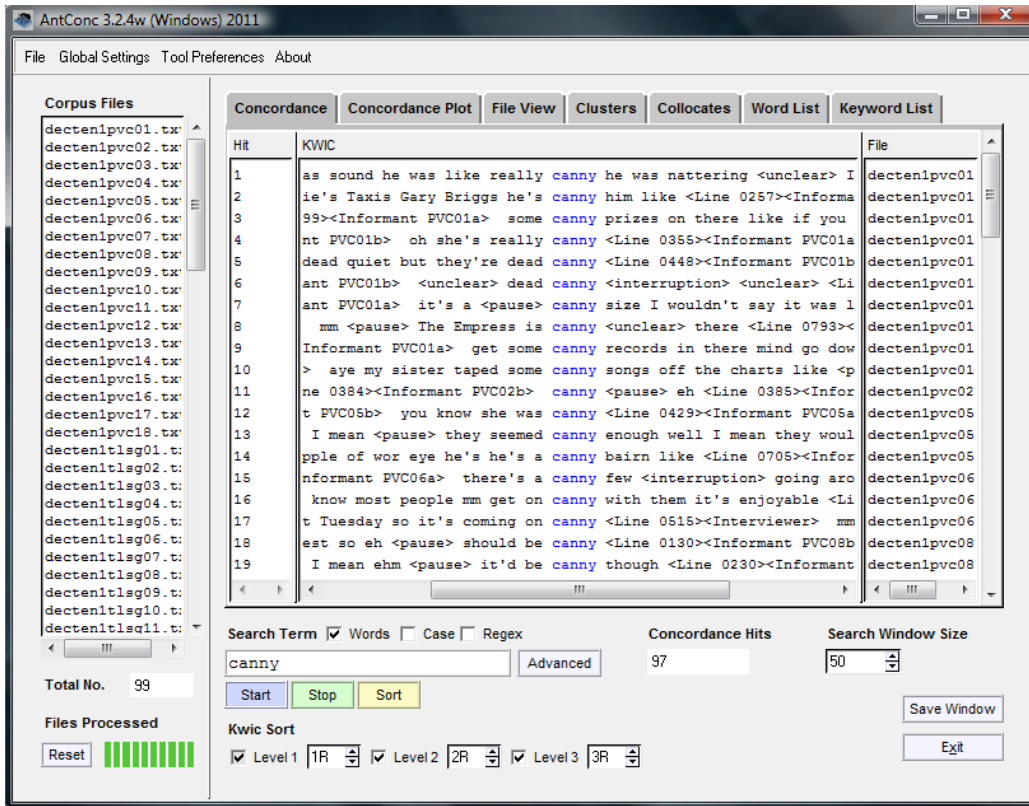 AntConc 3.2.4w (Windows) 2011
File Global Settings Tool Preferences About
Corpus Files
decten1pvc01.tx
decten1pvc02.tx
decten1pvc03.tx
decten1pvc04.tx
decten1pvc05.tx
decten1pvc06.tx
decten1pvc07.tx
decten1pvc08.tx
decten1pvc09.tx
decten1pvc10.tx
decten1pvc11.tx
decten1pvc12.tx
decten1pvc13.tx
decten1pvc14.tx
decten1pvc15.tx
decten1pvc16.tx
decten1pvc17.tx
decten1pvc18.tx
decten1tlsg01.t
decten1tlsg02.t
decten1tlsg03.t
decten1tlsg04.t
decten1tlsg05.t
decten1tlsg06.t
decten1tlsg07.t
decten1tlsg08.t
decten1tlsg09.t
decten1tlsg10.t
decten1tlsg11.t
Total No. 99
Files Processed
Reset
Concordance Concordance Plot File View Clusters Collocates Word List Keyword List
Hit KWIC File
1 as sound he was like really canny he was nattering <unclear> I decten1pvc01
2 ie's Taxis Gary Briggs he's canny him like <Line 0257><Informa decten1pvc01
3 99><Informant PVC01a> some canny prizes on there like if you decten1pvc01
4 nt PVC01b> oh she's really canny <Line 0355><Informant PVC01a decten1pvc01
5 dead quiet but they're dead canny <Line 0448><Informant PVC01b decten1pvc01
6 ant PVC01b> <unclear> dead canny <interruption> <unclear> <Li decten1pvc01
7 ant PVC01a> it's a <pause> canny size I wouldn't say it was l decten1pvc01
8 mm <pause> The Empress is canny <unclear> there <Line 0793>< decten1pvc01
9 Informant PVC01a> get some canny records in there mind go dow decten1pvc01
10 > aye my sister taped some canny songs off the charts like <p decten1pvc01
11 ne 0384><Informant PVC02b> canny <pause> eh <Line 0385><Infor decten1pvc02
12 t PVC05b> you know she was canny <Line 0429><Informant PVC05a decten1pvc05
13 I mean <pause> they seemed canny enough well I mean they woul decten1pvc05
14 pple of wor eye he's he's a canny bairn like <Line 0705><Infor decten1pvc05
15 nformant PVC06a> there's a canny few <interruption> going aro decten1pvc06
16 know most people mm get on canny with them it's enjoyable <Li decten1pvc06
17 t Tuesday so it's coming on canny <Line 0515><Interviewer> mm decten1pvc06
18 est so eh <pause> should be canny <Line 0130><Informant PVC08b decten1pvc08
19 I mean ehm <pause> it'd be canny though <Line 0230><Informant decten1pvc08
Search Term Words Case Regex Concordance Hits Search Window Size
canny Advanced 97 50
Start Stop Sort
Save Window
Kwic Sort
Exit
Level 1 1R Level 2 2R Level 3 3R